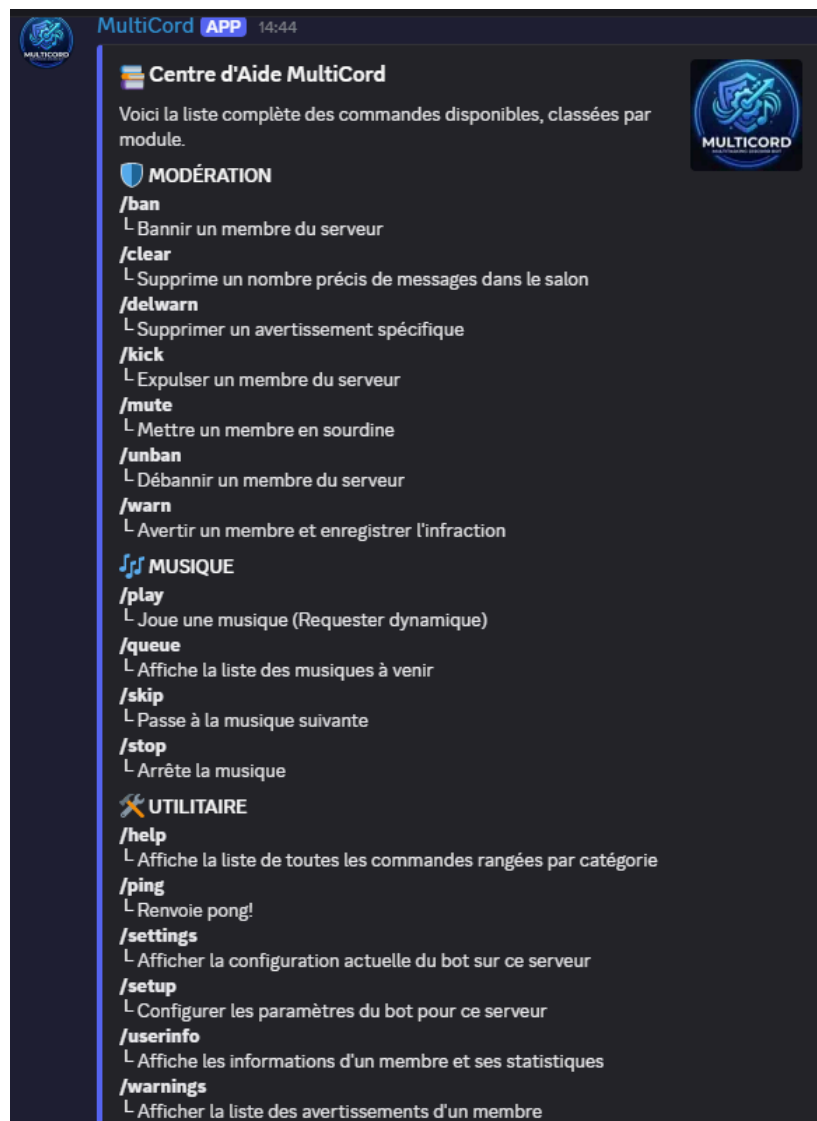 MultiCord APP 14:44
MULTICORD
Centre d'Aide MultiCord
Voici la liste complète des commandes disponibles, classées par
module.
MULTICORD
MODÉRATION
/ban
└ Bannir un membre du serveur
/clear
└ Supprime un nombre précis de messages dans le salon
/delwarn
└ Supprimer un avertissement spécifique
/kick
└ Expulser un membre du serveur
/mute
└ Mettre un membre en sourdine
/unban
└ Débannir un membre du serveur
/warn
└ Avertir un membre et enregistrer l'infraction
MUSIQUE
/play
└ Joue une musique (Requester dynamique)
/queue
└ Affiche la liste des musiques à venir
/skip
└ Passe à la musique suivante
/stop
└ Arrête la musique
UTILITAIRE
/help
└ Affiche la liste de toutes les commandes rangées par catégorie
/ping
└ Renvoie pong!
/settings
└ Afficher la configuration actuelle du bot sur ce serveur
/setup
└ Configurer les paramètres du bot pour ce serveur
/userinfo
└ Affiche les informations d'un membre et ses statistiques
/warnings
└ Afficher la liste des avertissements d'un membre